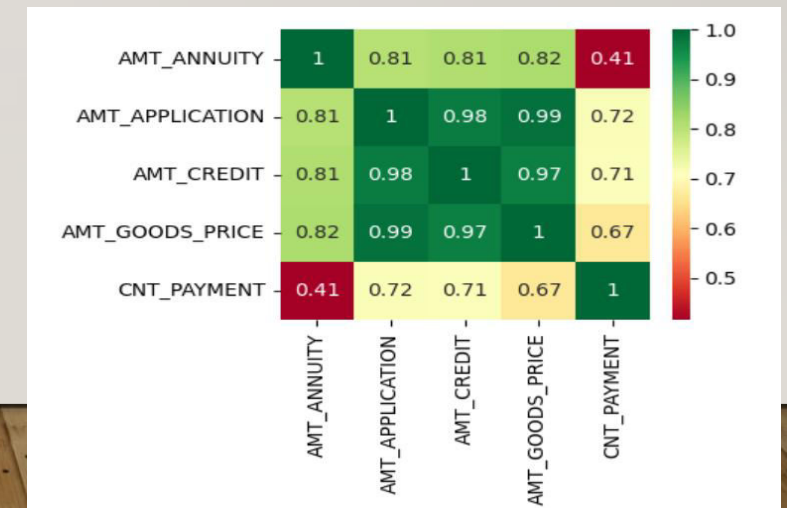 AMT_ANNUITY 1 0.81 0.81 0.82 0.41
AMT_APPLICATION 0.81 1 0.98 0.99 0.72
AMT_CREDIT 0.81 0.98 1 0.97 0.71
AMT_GOODS_PRICE 0.82 0.99 0.97 1 0.67
CNT_PAYMENT 0.41 0.72 0.71 0.67 1
AMT_ANNUITY
AMT_APPLICATION
AMT_CREDIT
AMT_GOODS_PRICE
CNT_PAYMENT
1.0
0.9
0.8
0.7
0.6
0.5